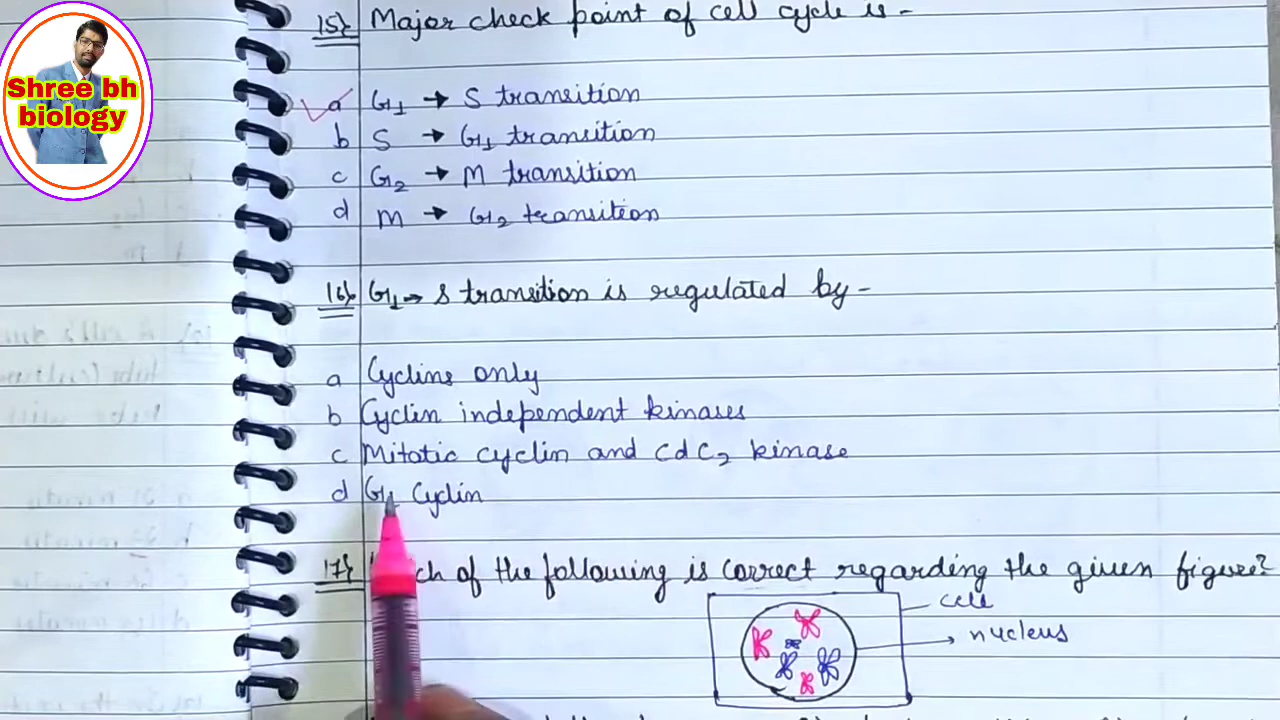 Shree bh
biology
15} Major check point of cell cycle is -
a G1 → S transition
b S → G1 transition
c G2 → M transition
d M → G2 transition
16} G1 → S transition is regulated by -
a Cyclins only
b Cyclin independent kinases
c Mitotic cyclin and cdC2 kinase
d G1 Cyclin
17} of the following is correct regarding the given figure?
cell
nucleus